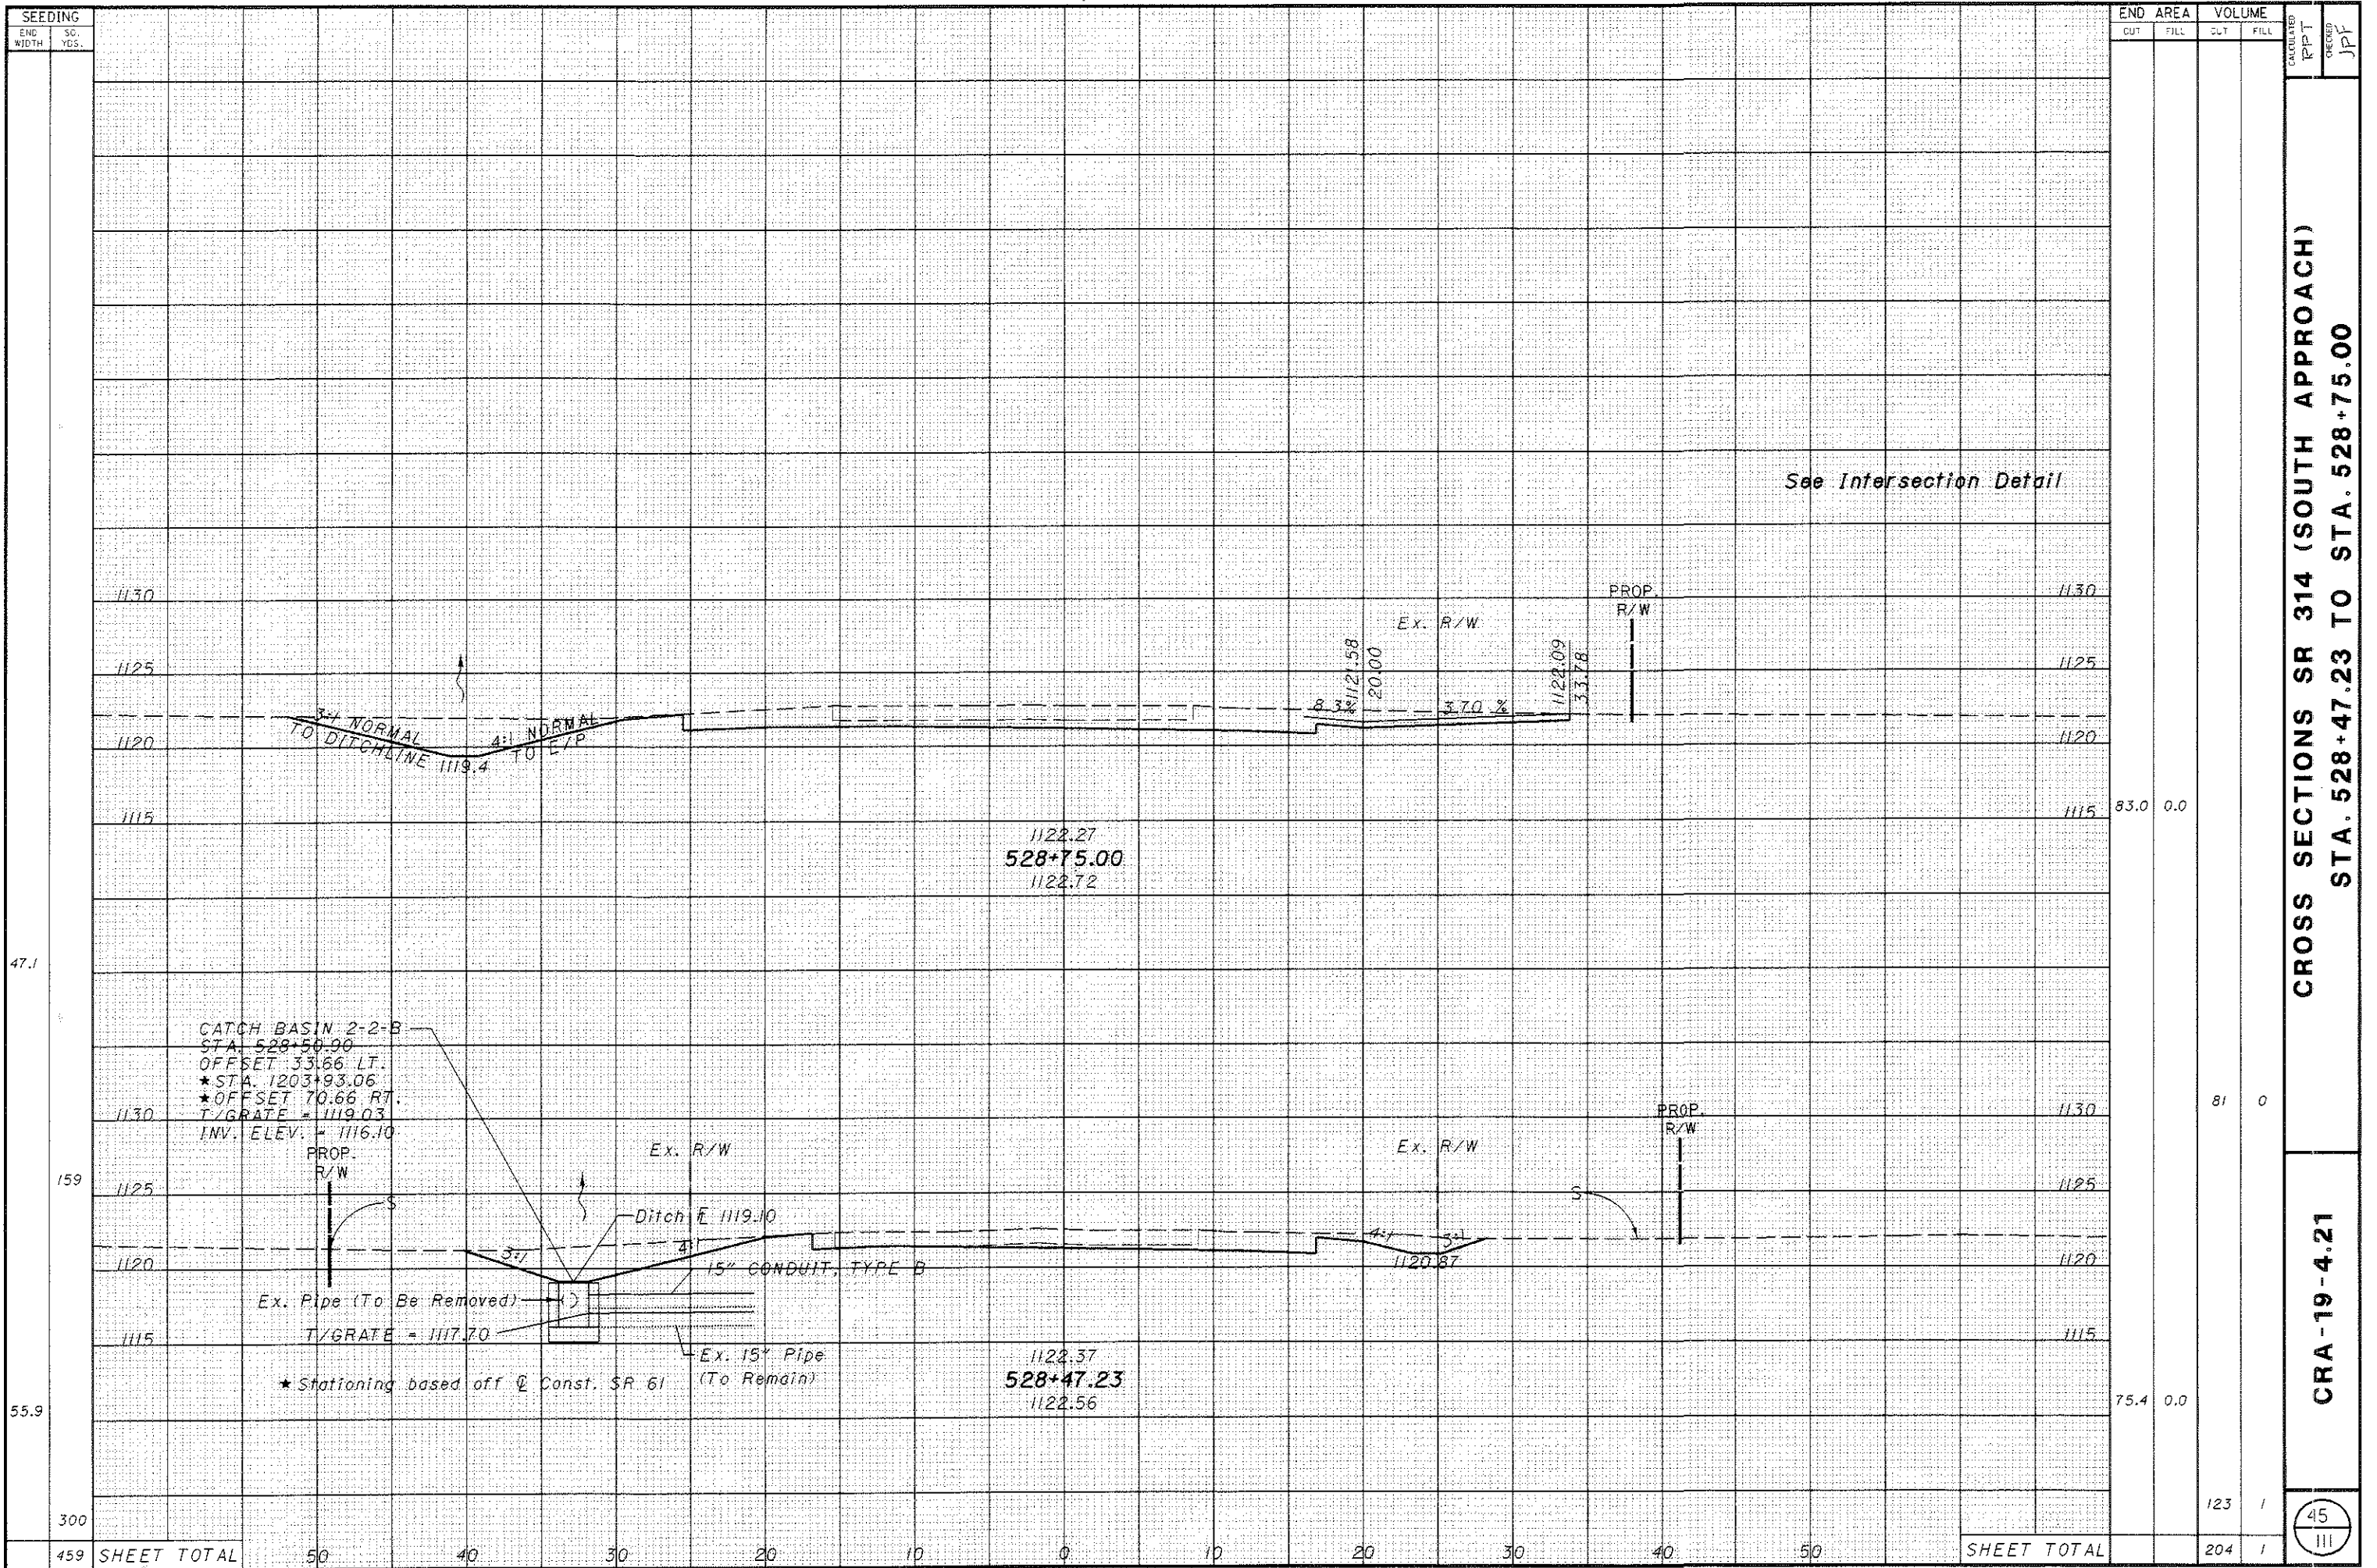 SEEDING
END WIDTH
SQ. YDS.
END AREA
VOLUME
CUT
FILL
CUT
FILL
CALCULATED
RPT
CHECKED
JPF
See Intersection Detail
1130
1130
PROP.
R/W
Ex. R/W
1125
1125
1121.58
20.00
1122.09
33.78
8.3%
3.70 %
3:1 NORMAL
TO DITCHLINE
1119.4
4:1 NORMAL
TO E/P
1120
1120
1115
1115
83.0 0.0
1122.27
528+75.00
1122.72
47.1
CATCH BASIN 2-2-B
STA. 528+50.90
OFFSET 33.66 LT.
★STA. 1203+93.06
★OFFSET 70.66 RT.
T/GRATE = 1119.03
INV. ELEV. = 1116.10
1130
1130
81 0
PROP.
R/W
Ex. R/W
Ex. R/W
PROP.
R/W
159
1125
1125
S
S
Ditch ₠ 1119.10
3:1
4:1
4:1
3:1
1120.87
1120
1120
15" CONDUIT, TYPE B
Ex. Pipe (To Be Removed)
T/GRATE = 1117.70
1115
1115
Ex. 15" Pipe
(To Remain)
★ Stationing based off ℄ Const. SR 61
1122.37
528+47.23
1122.56
55.9
75.4 0.0
300
123 1
459 SHEET TOTAL
50 40 30 20 10 0 10 20 30 40 50
SHEET TOTAL 204 1
CROSS SECTIONS SR 314 (SOUTH APPROACH)
STA. 528+47.23 TO STA. 528+75.00
CRA-19-4.21
45
111